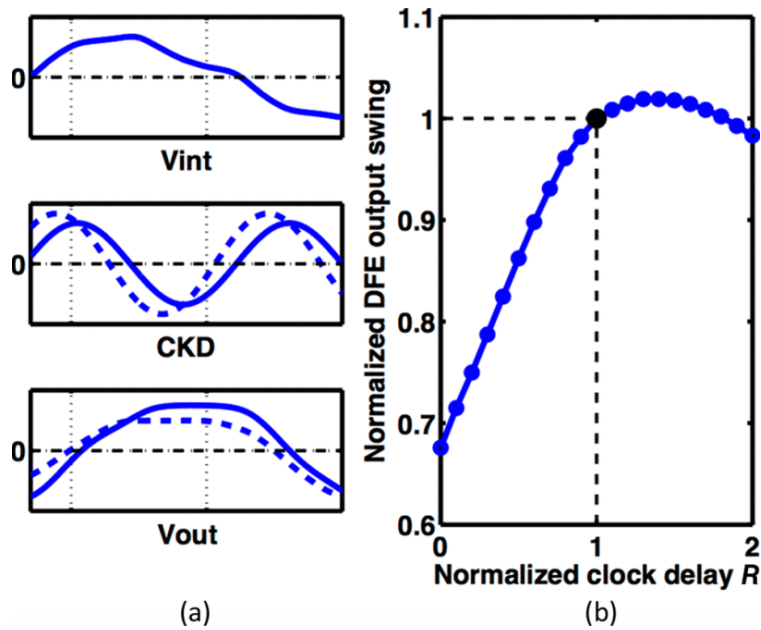 0
Vint
0
CKD
0
Vout
(a)
(b)
Normalized DFE output swing
1.1
1
0.9
0.8
0.7
0.6
0 1 2
Normalized clock delay R